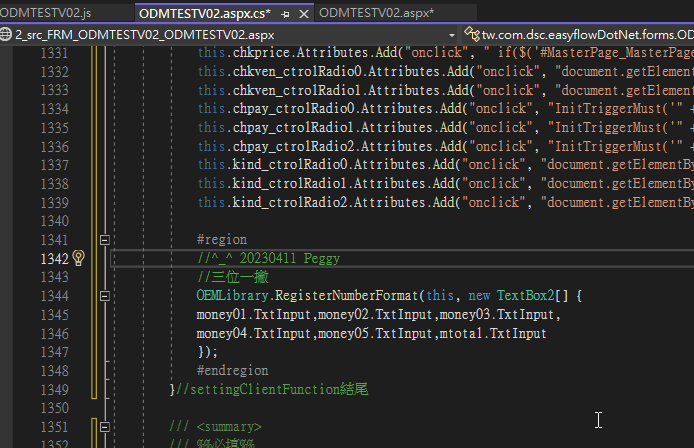 ODMTESTV02.js
ODMTESTV02.aspx.cs*
ODMTESTV02.aspx*
2_src_FRM_ODMTESTV02_ODMTESTV02.aspx
tw.com.dsc.easyflowDotNet.forms.OD
1331 this.chkprice.Attributes.Add("onclick", " if($('#MasterPage_MasterPage
1332 this.chkven_ctrolRadio0.Attributes.Add("onclick", "document.getElement
1333 this.chkven_ctrolRadio1.Attributes.Add("onclick", "document.getElement
1334 this.chpay_ctrolRadio0.Attributes.Add("onclick", "InitTriggerMust('" +
1335 this.chpay_ctrolRadio1.Attributes.Add("onclick", "InitTriggerMust('" +
1336 this.chpay_ctrolRadio2.Attributes.Add("onclick", "InitTriggerMust('" +
1337 this.kind_ctrolRadio0.Attributes.Add("onclick", "document.getElementBy
1338 this.kind_ctrolRadio1.Attributes.Add("onclick", "document.getElementBy
1339 this.kind_ctrolRadio2.Attributes.Add("onclick", "document.getElementBy
1340
1341 #region
1342 //^_^ 20230411 Peggy
1343 //三位一撇
1344 OEMLibrary.RegisterNumberFormat(this, new TextBox2[] {
1345 money01.TxtInput,money02.TxtInput,money03.TxtInput,
1346 money04.TxtInput,money05.TxtInput,mtotal.TxtInput
1347 });
1348 #endregion
1349 }//settingClientFunction結尾
1350
1351 /// <summary>
1352 /// %%必填%%